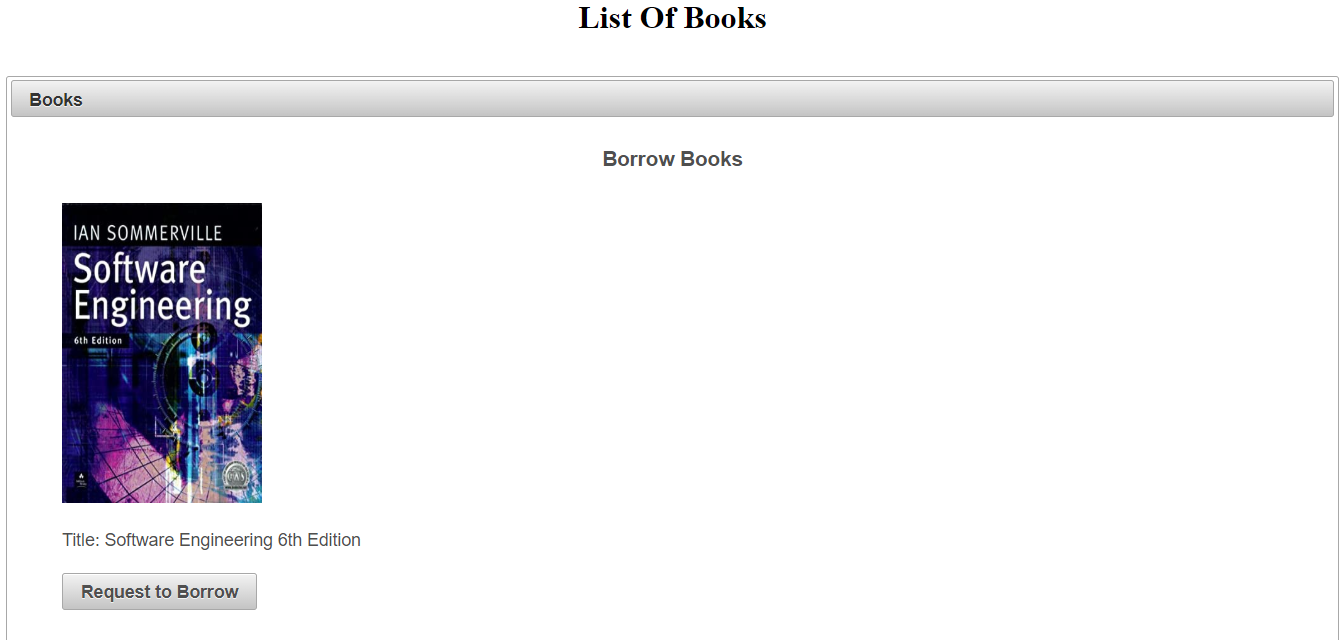 List Of Books
Books
Borrow Books
IAN SOMMERVILLE
Software
Engineering
6th Edition
Title: Software Engineering 6th Edition
Request to Borrow